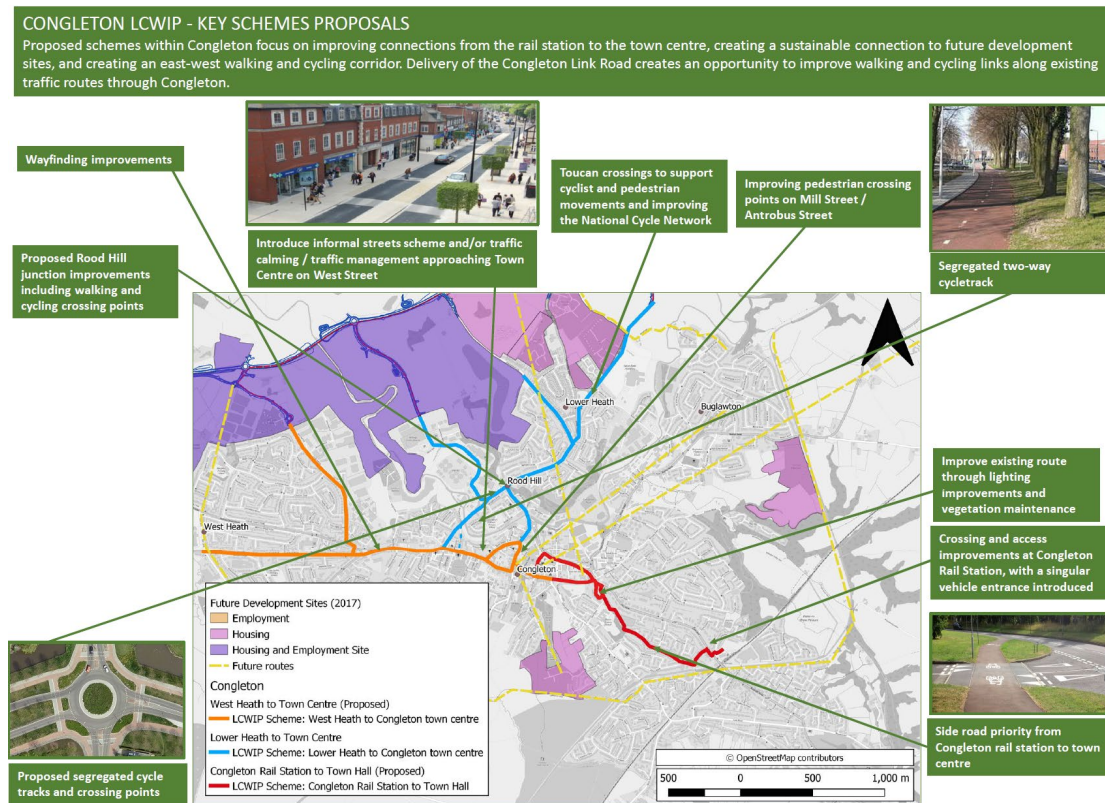 CONGLETON LCWIP - KEY SCHEMES PROPOSALS
Proposed schemes within Congleton focus on improving connections from the rail station to the town centre, creating a sustainable connection to future development
sites, and creating an east-west walking and cycling corridor. Delivery of the Congleton Link Road creates an opportunity to improve walking and cycling links along existing
traffic routes through Congleton.
Wayfinding improvements
Proposed Rood Hill
junction improvements
including walking and
cycling crossing points
Introduce informal streets scheme and/or traffic
calming / traffic management approaching Town
Centre on West Street
Toucan crossings to support
cyclist and pedestrian
movements and improving
the National Cycle Network
Improving pedestrian crossing
points on Mill Street /
Antrobus Street
Segregated two-way
cycletrack
Lower Heath
Buglawton
Rood Hill
West Heath
Congleton
Improve existing route
through lighting
improvements and
vegetation maintenance
Crossing and access
improvements at Congleton
Rail Station, with a singular
vehicle entrance introduced
Side road priority from
Congleton rail station to town
centre
Proposed segregated cycle
tracks and crossing points
Future Development Sites (2017)
Employment
Housing
Housing and Employment Site
Future routes
Congleton
West Heath to Town Centre (Proposed)
LCWIP Scheme: West Heath to Congleton town centre
Lower Heath to Town Centre
LCWIP Scheme: Lower Heath to Congleton town centre
Congleton Rail Station to Town Hall (Proposed)
LCWIP Scheme: Congleton Rail Station to Town Hall
© OpenStreetMap contributors
500 0 500 1,000 m